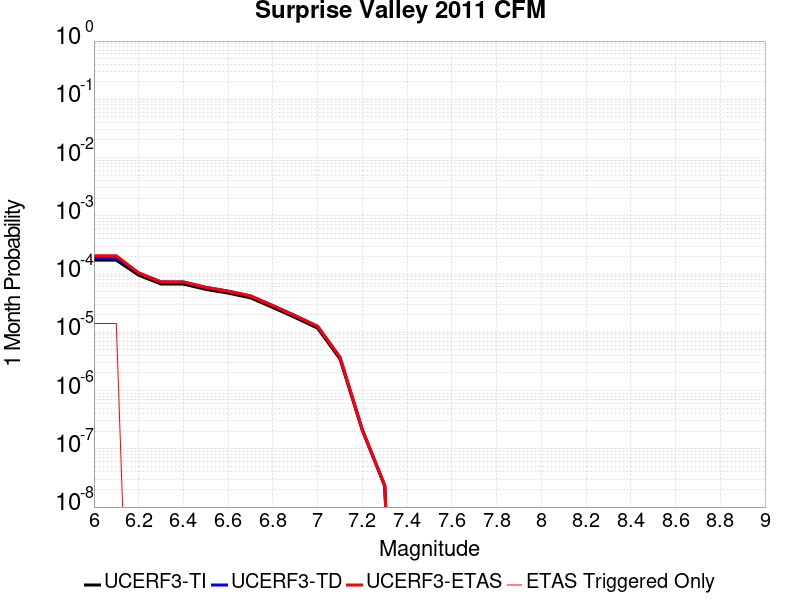 Surprise Valley 2011 CFM
10^0
10^-1
10^-2
10^-3
10^-4
10^-5
10^-6
10^-7
10^-8
1 Month Probability
6 6.2 6.4 6.6 6.8 7 7.2 7.4 7.6 7.8 8 8.2 8.4 8.6 8.8 9
Magnitude
UCERF3-TI UCERF3-TD UCERF3-ETAS ETAS Triggered Only